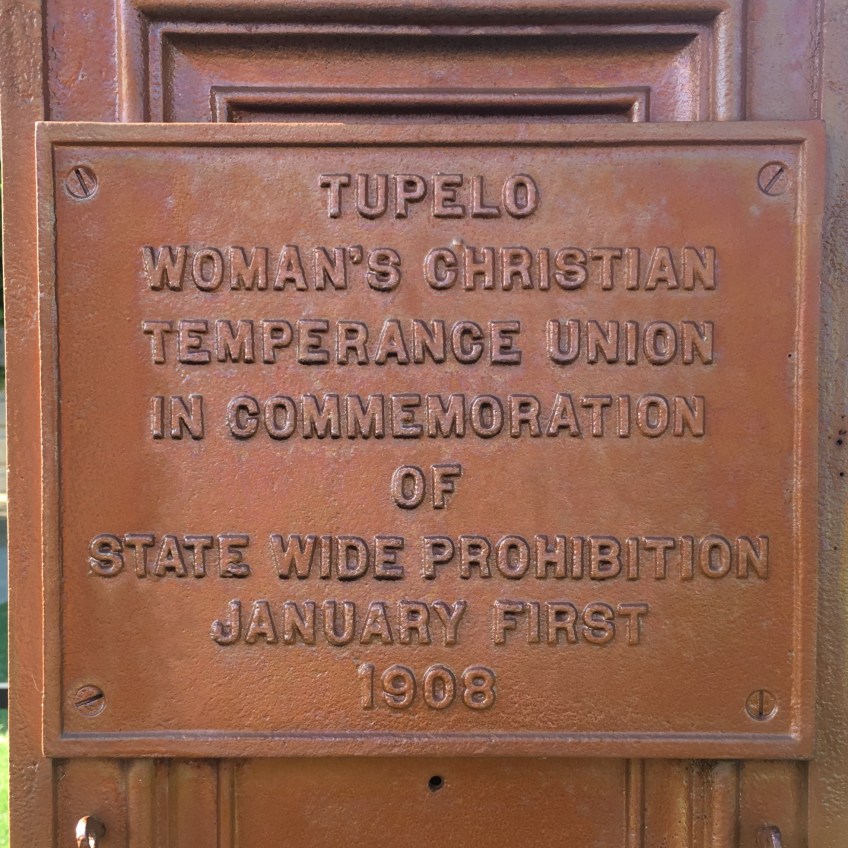 TUPELO
WOMAN'S CHRISTIAN
TEMPERANCE UNION
IN COMMEMORATION
OF
STATE WIDE PROHIBITION
JANUARY FIRST
1908